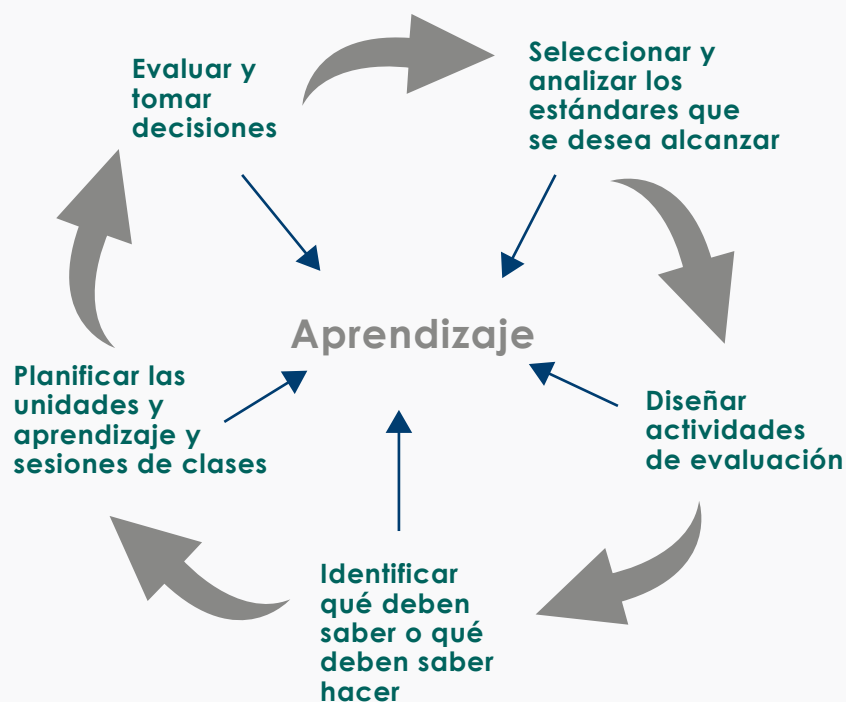 Evaluar y
tomar
decisiones
Seleccionar y
analizar los
estándares que
se desea alcanzar
Aprendizaje
Planificar las
unidades y
aprendizaje y
sesiones de clases
Diseñar
actividades
de evaluación
Identificar
qué deben
saber o qué
deben saber
hacer